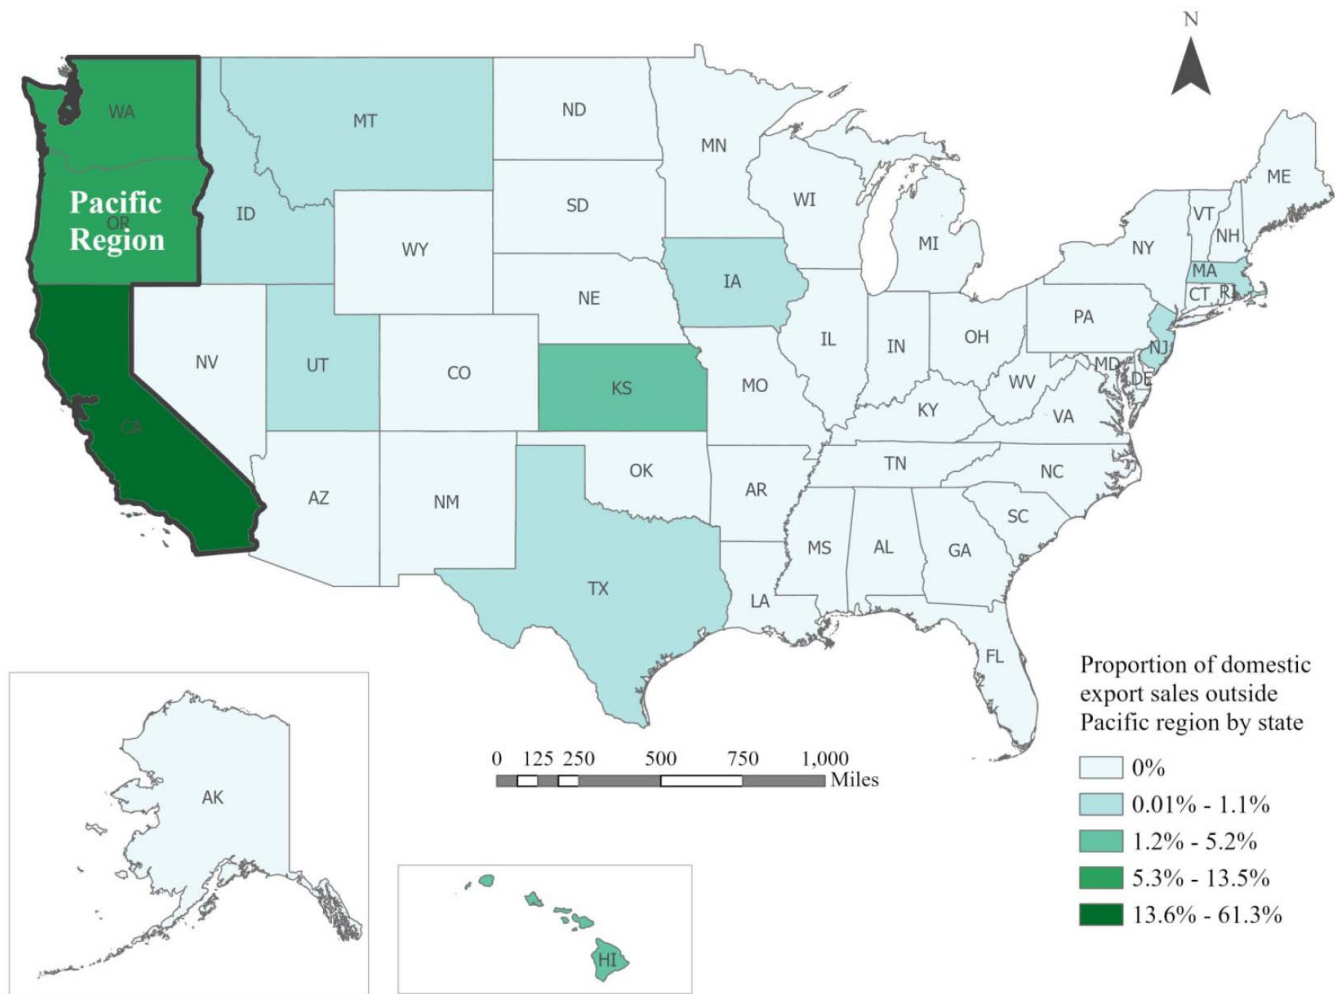 N
WA
MT
ND
MN
ME
Pacific
OR
Region
ID
SD
WI
VT
NH
NY
MI
WY
MA
IA
NE
CT
RI
PA
NV
UT
CO
IL
IN
OH
NJ
MD
DE
KS
MO
WV
KY
VA
CA
TN
NC
OK
AZ
NM
AR
SC
MS
AL
GA
TX
LA
FL
Proportion of domestic
export sales outside
Pacific region by state
0%
0.01% - 1.1%
1.2% - 5.2%
5.3% - 13.5%
13.6% - 61.3%
0 125 250 500 750 1,000
Miles
AK
HI